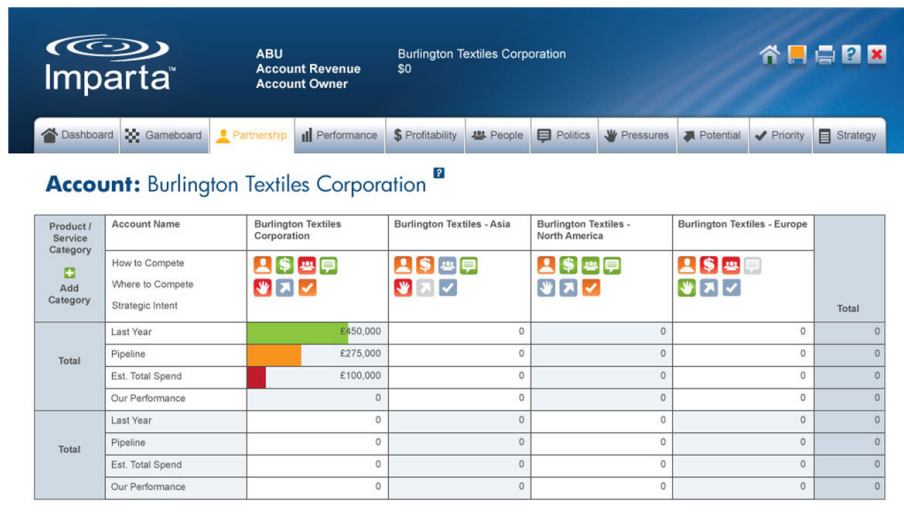 Imparta™
ABU Burlington Textiles Corporation
Account Revenue $0
Account Owner
?
Dashboard Gameboard Partnership Performance $ Profitability People Politics Pressures Potential Priority Strategy
Account: Burlington Textiles Corporation ?
Product / Service Category
Add Category
Account Name
Burlington Textiles Corporation
Burlington Textiles - Asia
Burlington Textiles - North America
Burlington Textiles - Europe
Total
How to Compete
Where to Compete
Strategic Intent
Total
Last Year £450,000 0 0 0 0
Pipeline £275,000 0 0 0 0
Est. Total Spend £100,000 0 0 0 0
Our Performance 0 0 0 0 0
Total
Last Year 0 0 0 0 0
Pipeline 0 0 0 0 0
Est. Total Spend 0 0 0 0 0
Our Performance 0 0 0 0 0